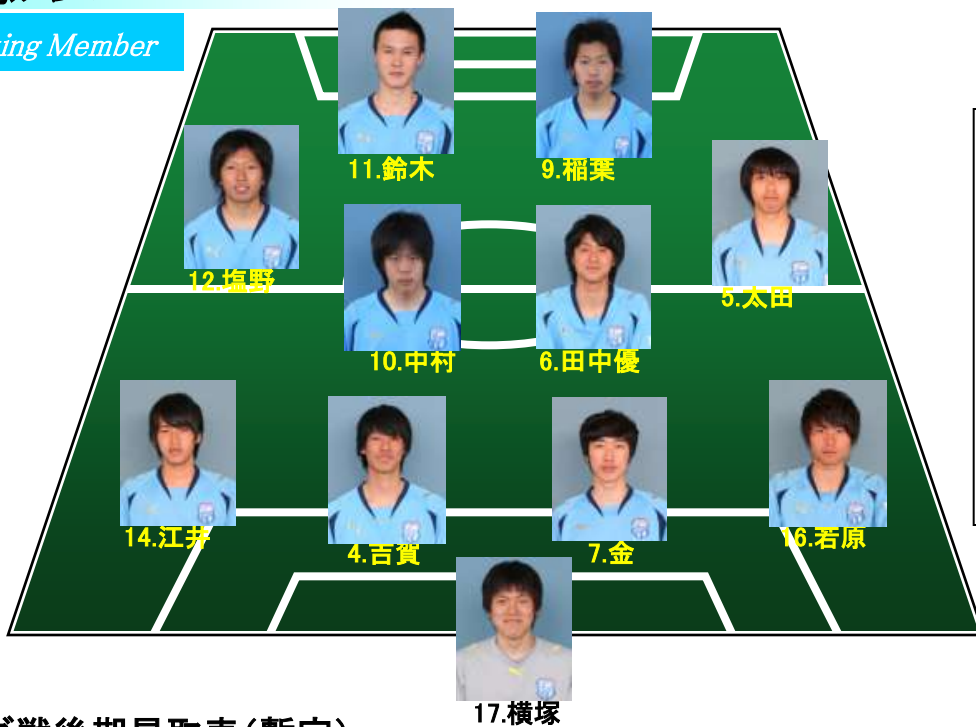 ing Member
11.鈴木
9.稲葉
12.塩野
5.太田
10.中村
6.田中優
14.江井
4.吉賀
7.金
16.若原
17.横塚